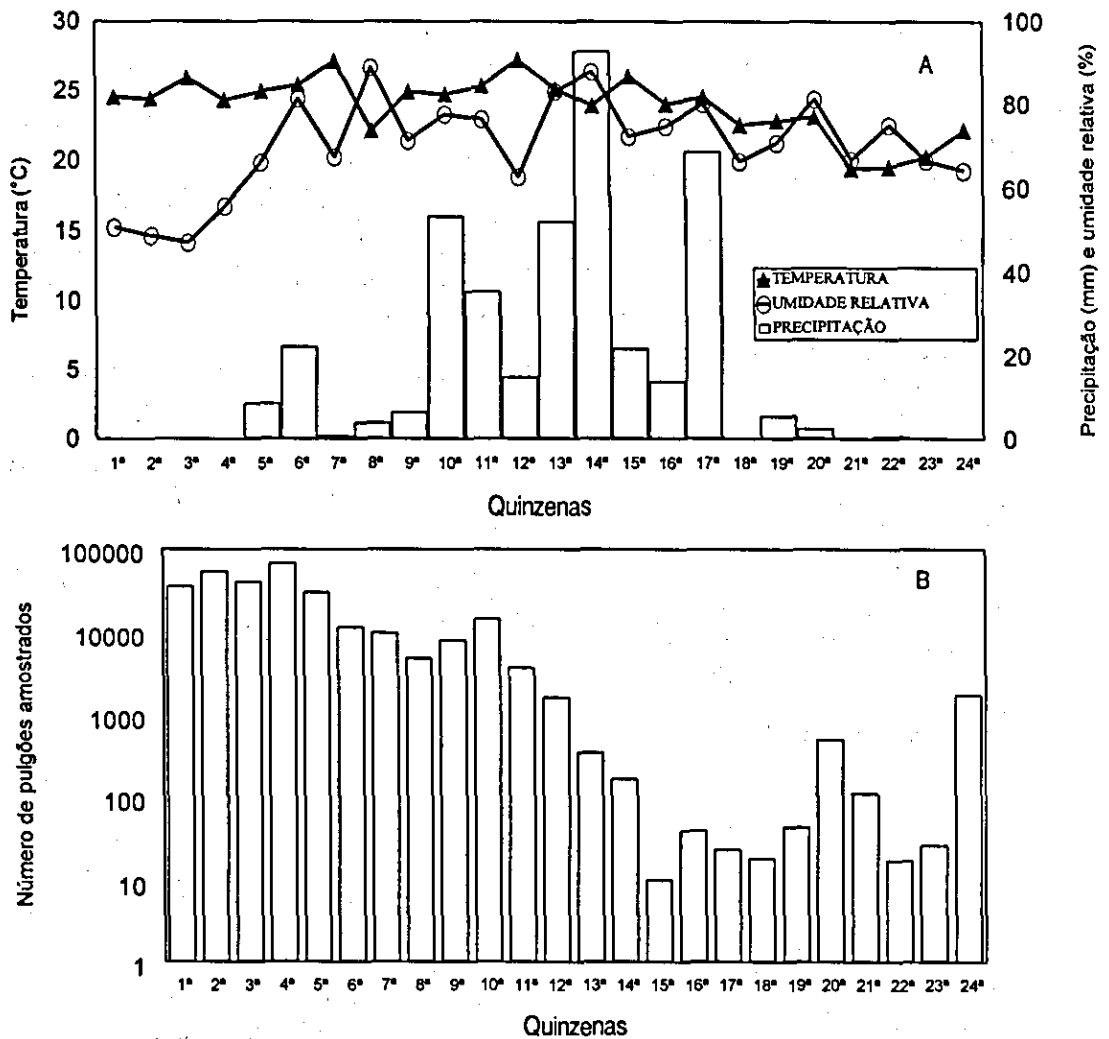 A
Temperatura (°C)
30
25
20
15
10
5
0
Precipitação (mm) e umidade relativa (%)
100
80
60
40
20
0
TEMPERATURA
UMIDADE RELATIVA
PRECIPITAÇÃO
1ª 2ª 3ª 4ª 5ª 6ª 7ª 8ª 9ª 10ª 11ª 12ª 13ª 14ª 15ª 16ª 17ª 18ª 19ª 20ª 21ª 22ª 23ª 24ª
Quinzenas
B
Número de pulgões amostrados
100000
10000
1000
100
10
1
1ª 2ª 3ª 4ª 5ª 6ª 7ª 8ª 9ª 10ª 11ª 12ª 13ª 14ª 15ª 16ª 17ª 18ª 19ª 20ª 21ª 22ª 23ª 24ª
Quinzenas